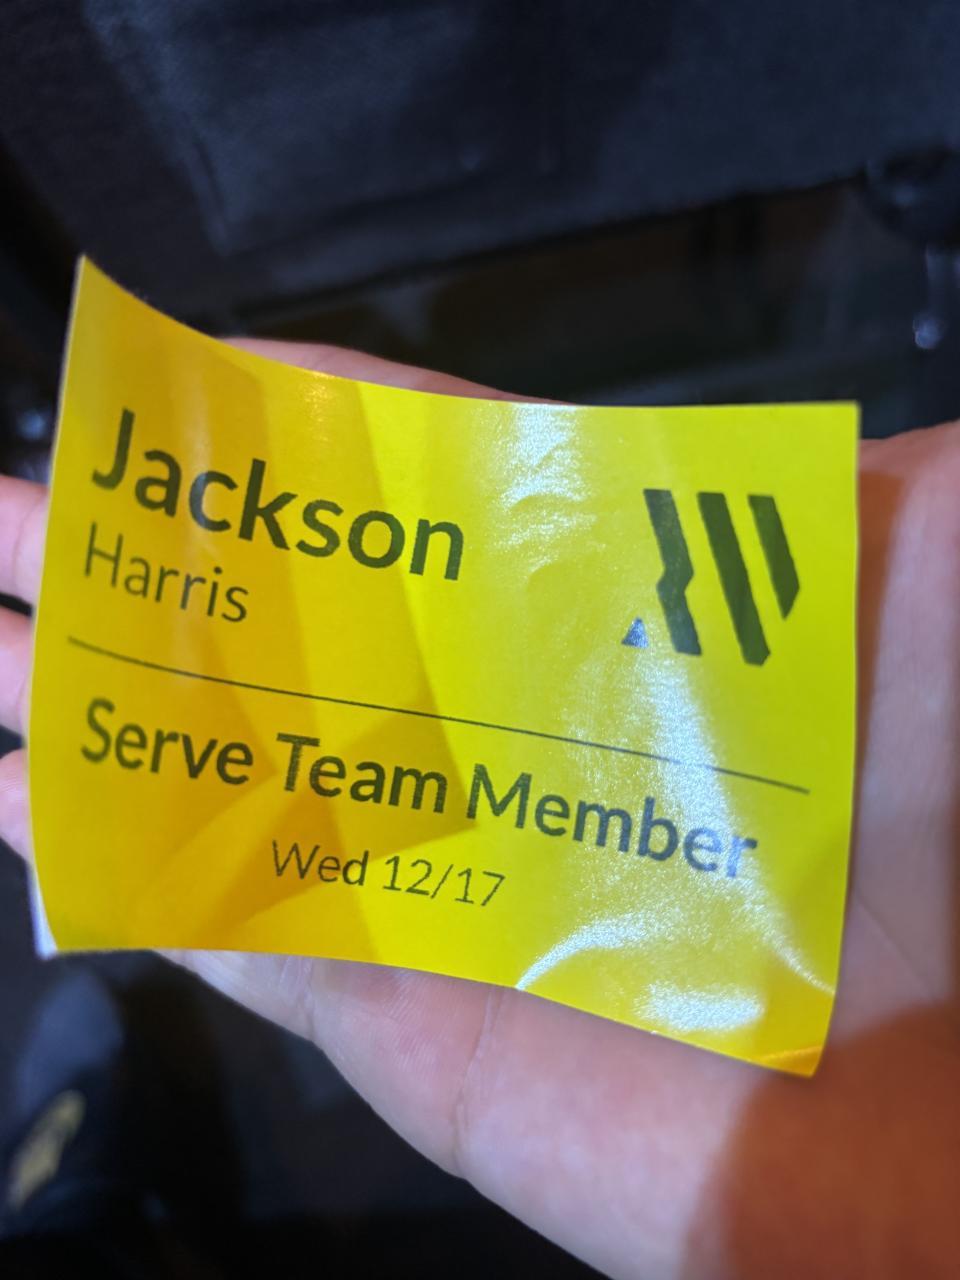 Jackson
Harris
Serve Team Member
Wed 12/17